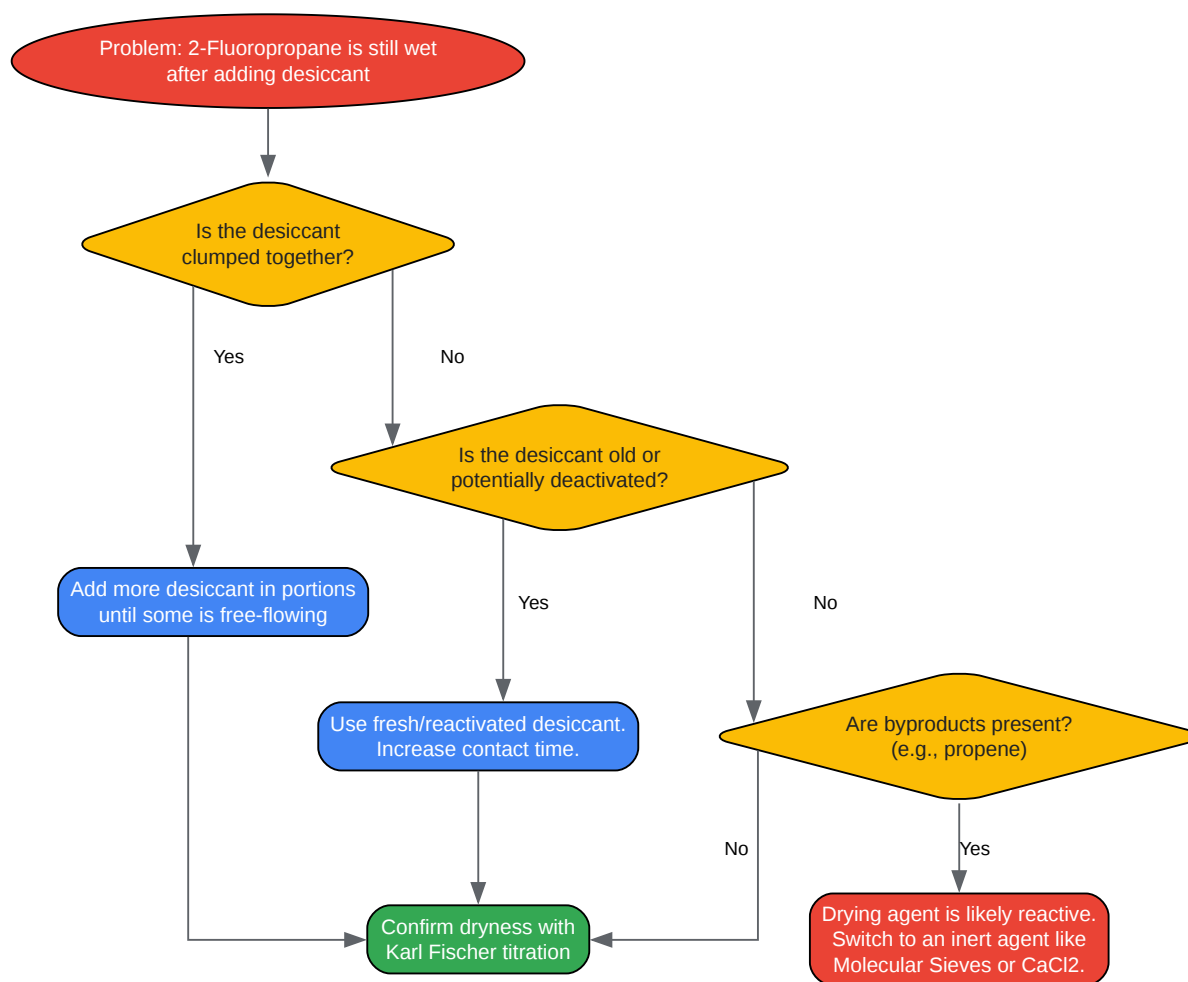 Problem: 2-Fluoropropane is still wet
after adding desiccant
Is the desiccant
clumped together?
Yes
No
Is the desiccant old or
potentially deactivated?
Add more desiccant in portions
until some is free-flowing
Yes
No
Use fresh/reactivated desiccant.
Increase contact time.
Are byproducts present?
(e.g., propene)
No
Yes
Confirm dryness with
Karl Fischer titration
Drying agent is likely reactive.
Switch to an inert agent like
Molecular Sieves or CaCl2.